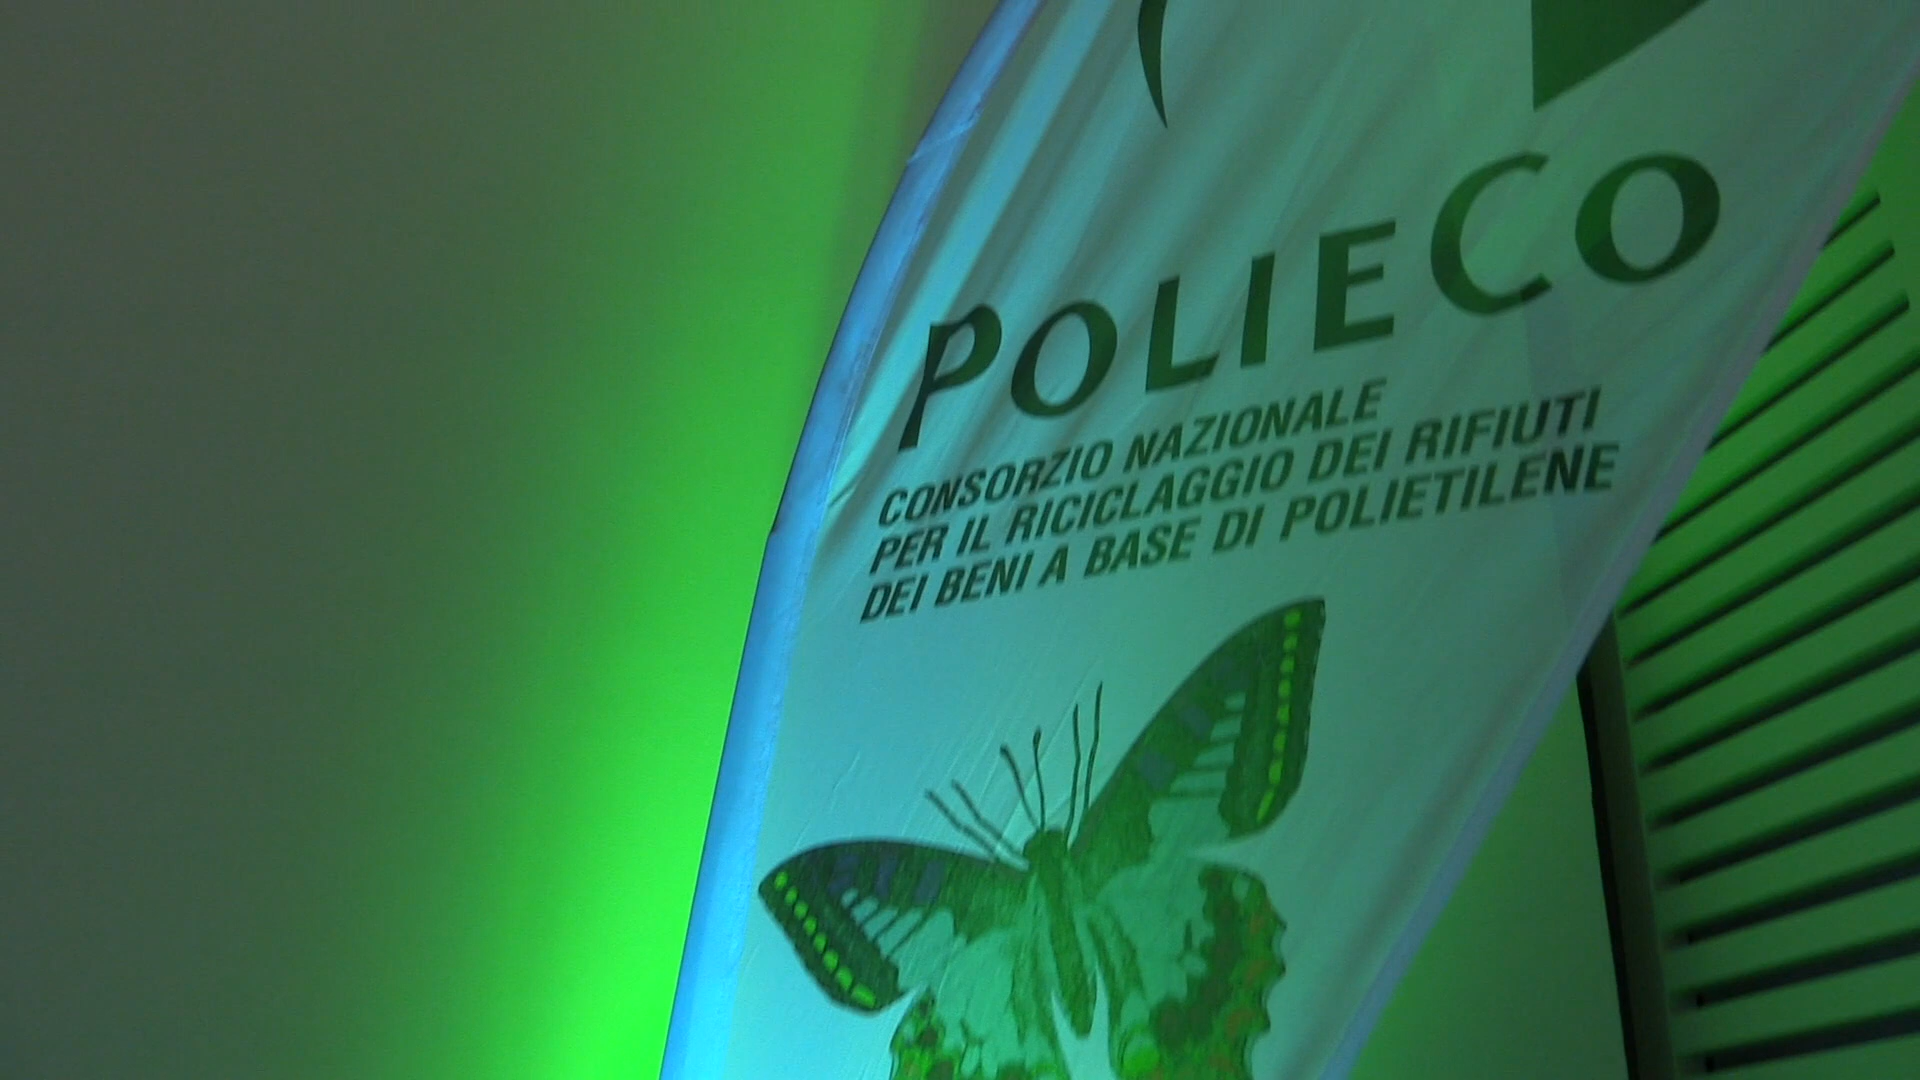 POLIECO
CONSORZIO NAZIONALE
PER IL RICICLAGGIO DEI RIFIUTI
DEI BENI A BASE DI POLIETILENE